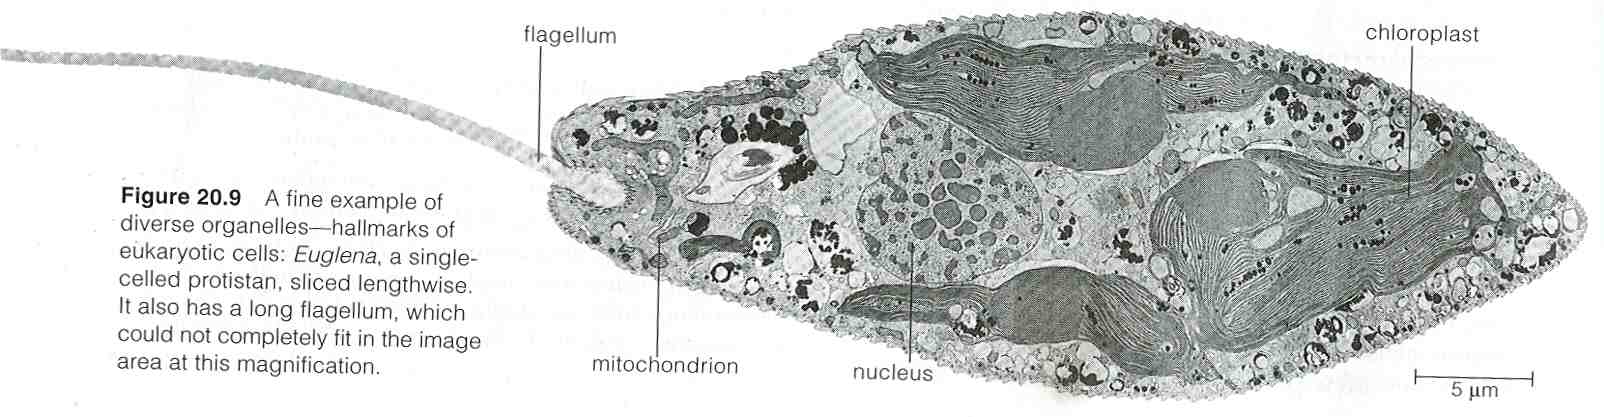 flagellum
chloroplast
Figure 20.9 A fine example of
diverse organelles—hallmarks of
eukaryotic cells: Euglena, a single-
celled protistan, sliced lengthwise.
It also has a long flagellum, which
could not completely fit in the image
area at this magnification.
mitochondrion
nucleus
5 μm